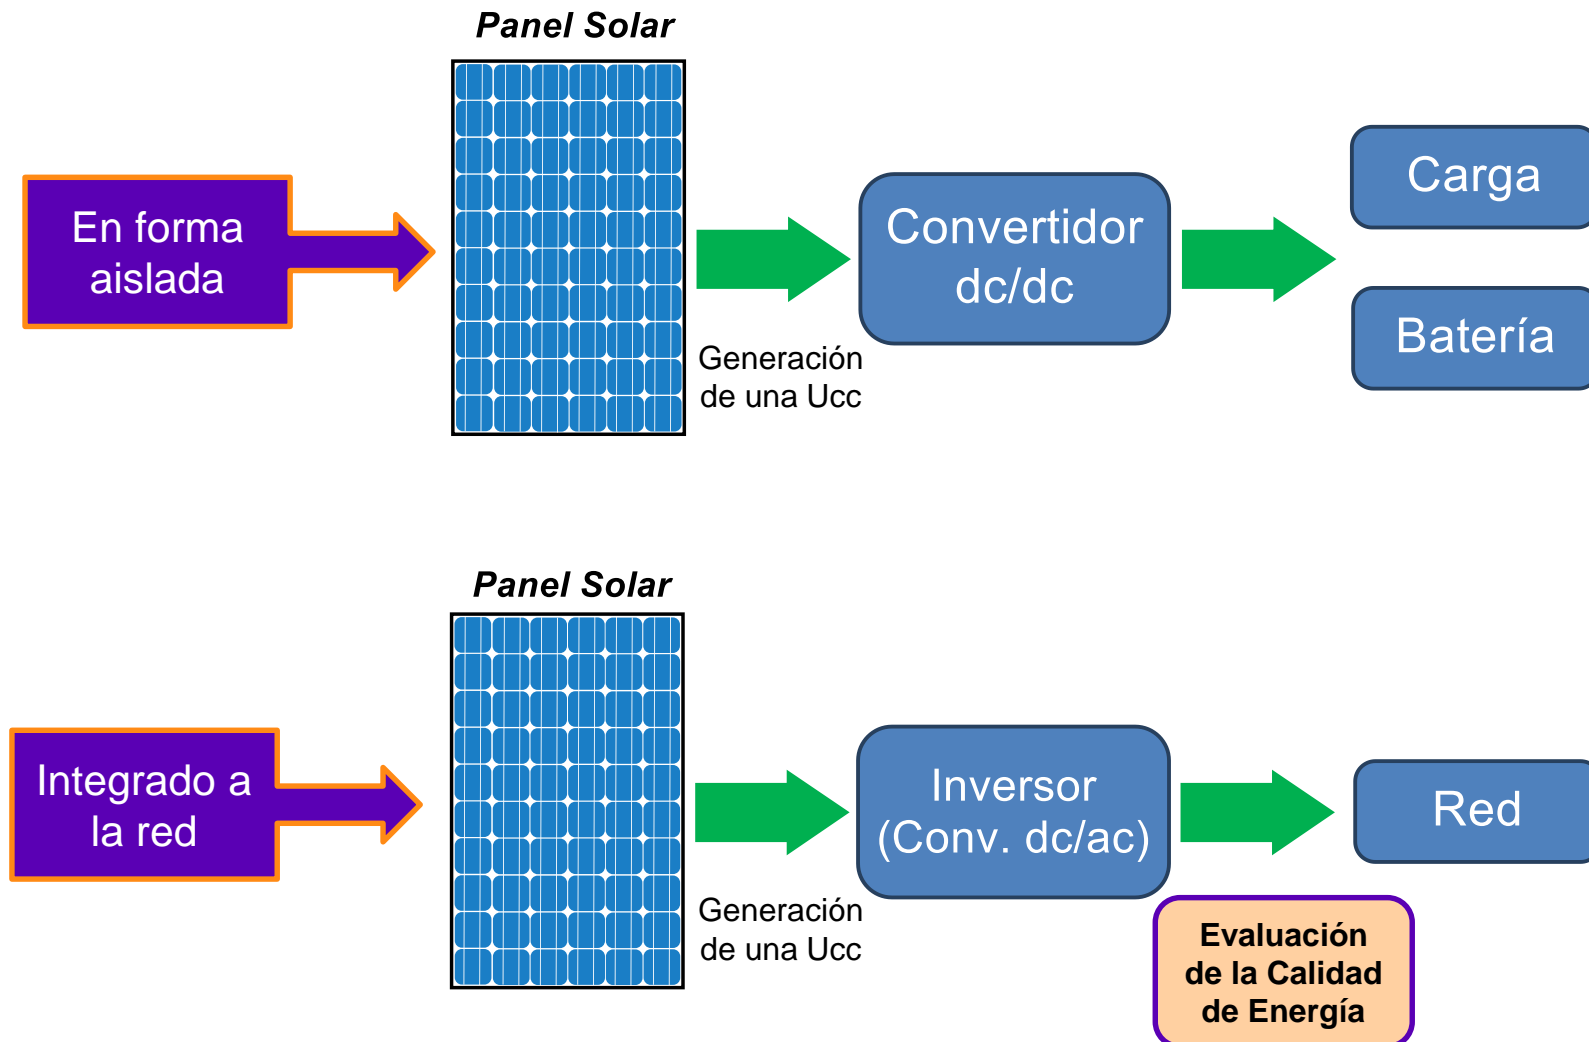 Panel Solar
En forma
aislada
Convertidor
dc/dc
Carga
Batería
Generación
de una Ucc
Panel Solar
Integrado a
la red
Inversor
(Conv. dc/ac)
Red
Generación
de una Ucc
Evaluación
de la Calidad
de Energía